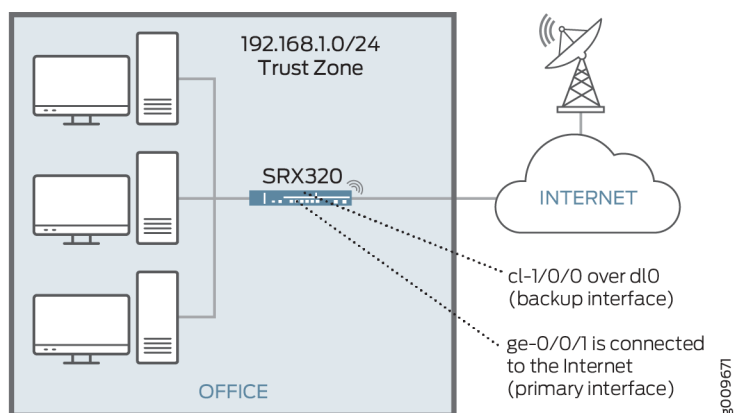 192.168.1.0/24
Trust Zone
SRX320
INTERNET
cl-1/0/0 over dl0
(backup interface)
ge-0/0/1 is connected
to the Internet
(primary interface)
OFFICE
g009671